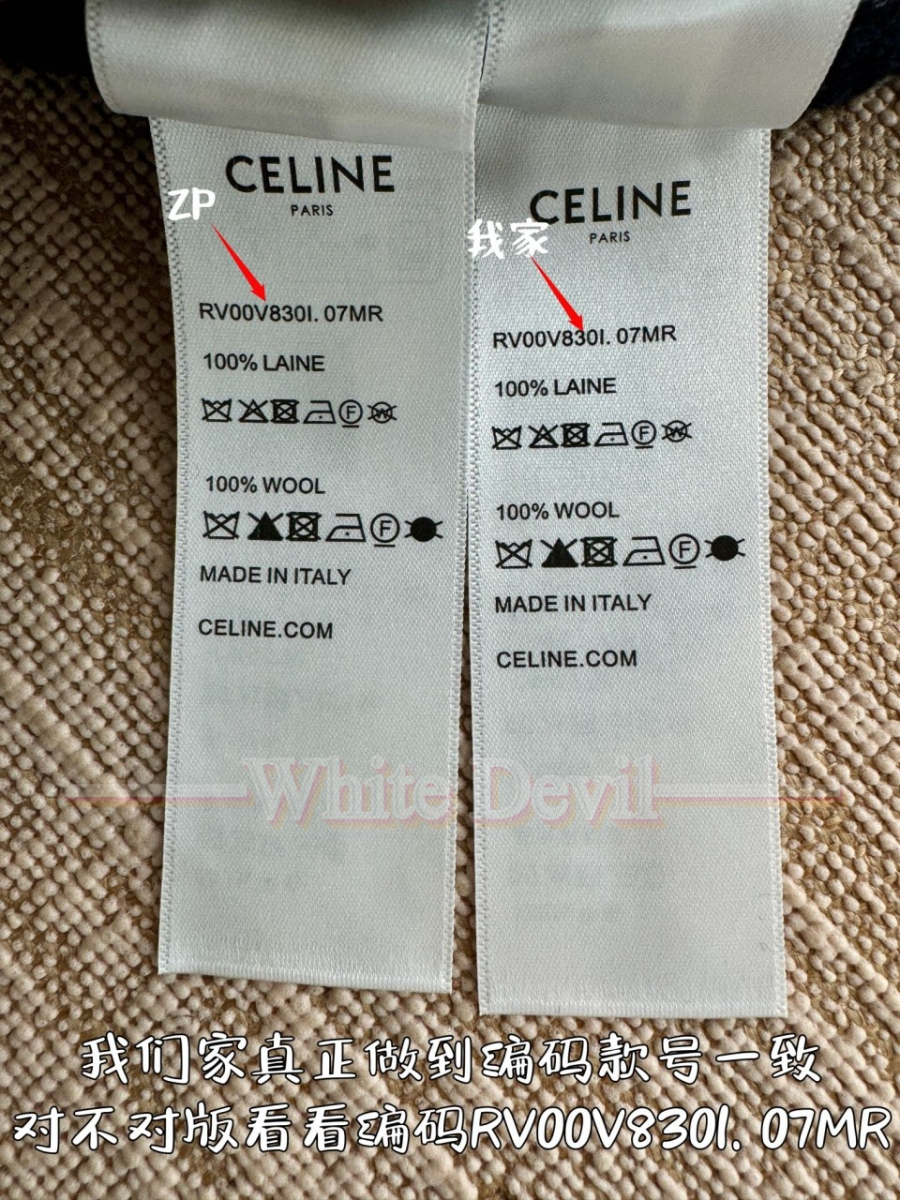 CELINE
PARIS
ZP
RV00V830I. 07MR
100% LAINE
F W
100% WOOL
F
MADE IN ITALY
CELINE.COM
CELINE
PARIS
我家
RV00V830I. 07MR
100% LAINE
F W
100% WOOL
F
MADE IN ITALY
CELINE.COM
White Devil
我们家真正做到编码款号一致
对不对版看看编码RV00V830I. 07MR